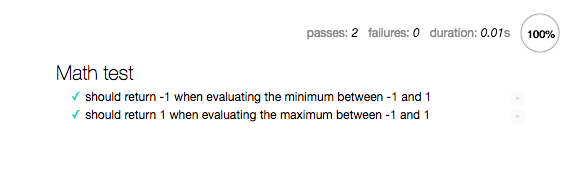 passes: 2 failures: 0 duration: 0.01s 100%
Math test
✓ should return -1 when evaluating the minimum between -1 and 1
✓ should return 1 when evaluating the maximum between -1 and 1